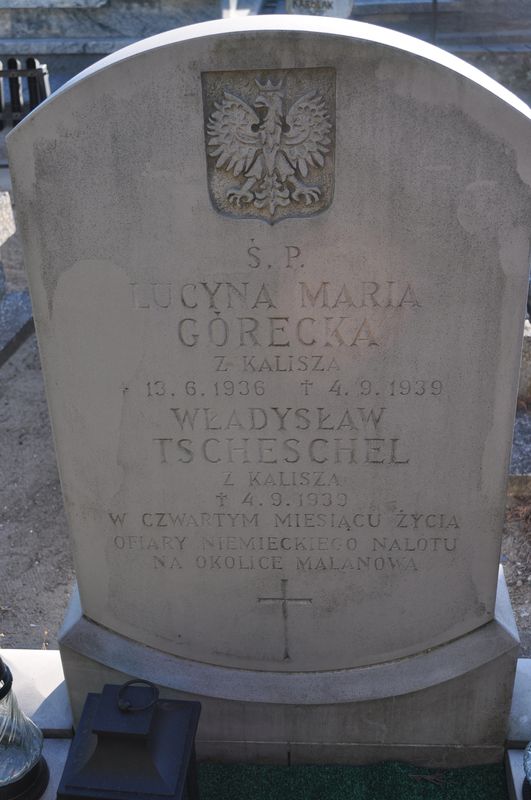 Ś. P.
LUCYNA MARIA
GÓRECKA
Z KALISZA
† 13. 6. 1936 † 4. 9. 1939
WŁADYSŁAW
TSCHESCHEL
Z KALISZA
† 4. 9. 1939
W CZWARTYM MIESIĄCU ŻYCIA
OFIARY NIEMIECKIEGO NALOTU
NA OKOLICE MALANOWA